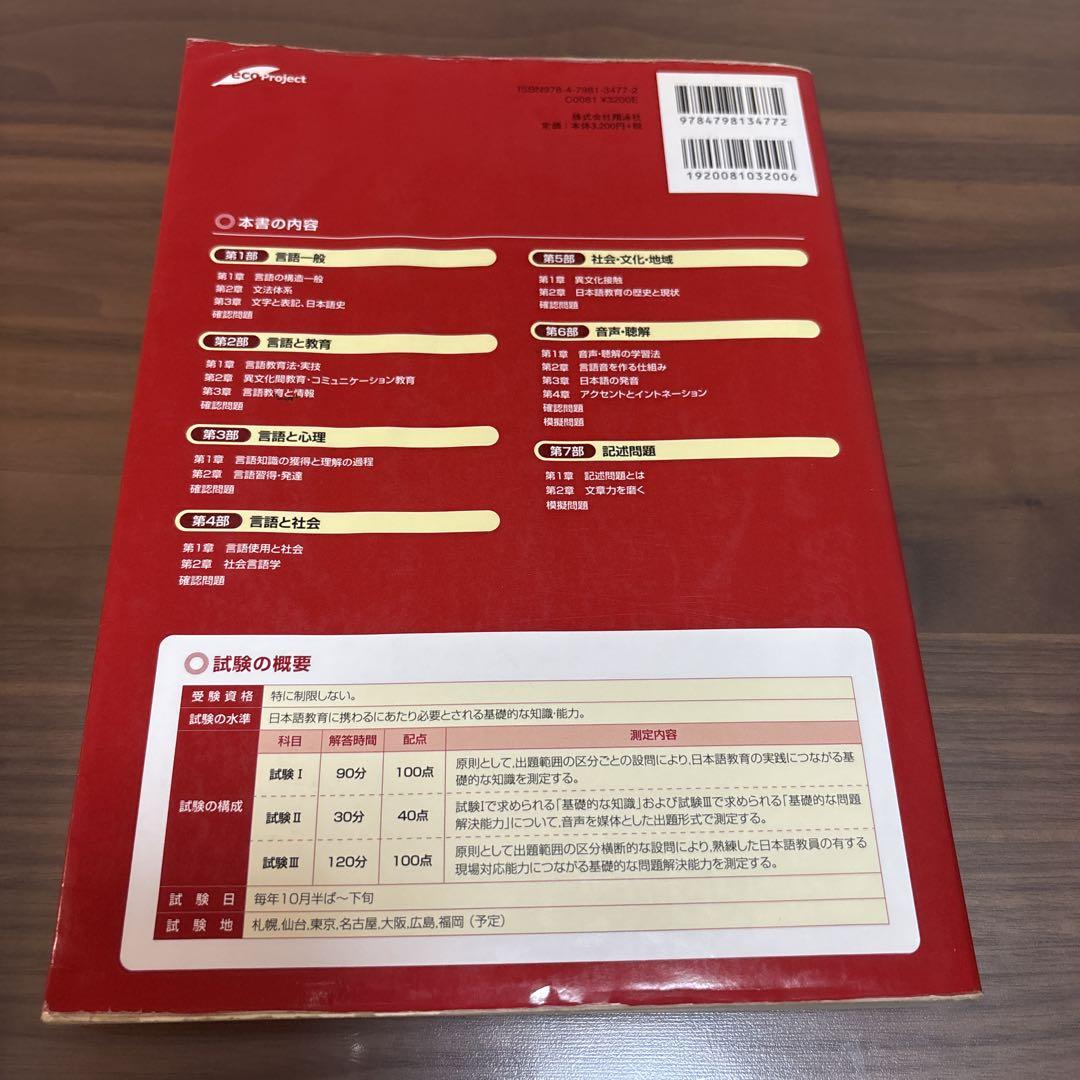 eco Project
ISBN978-4-7981-3477-2
C0081 ¥3200E
株式会社翔泳社
定価:本体3,200円+税
9784798134772
1920081032006
本書の内容
第1部 言語一般
第1章 言語の構造一般
第2章 文法体系
第3章 文字と表記、日本語史
確認問題
第2部 言語と教育
第1章 言語教育法・実技
第2章 異文化間教育・コミュニケーション教育
第3章 言語教育と情報
確認問題
第3部 言語と心理
第1章 言語知識の獲得と理解の過程
第2章 言語習得・発達
確認問題
第4部 言語と社会
第1章 言語使用と社会
第2章 社会言語学
確認問題
第5部 社会・文化・地域
第1章 異文化接触
第2章 日本語教育の歴史と現状
確認問題
第6部 音声・聴解
第1章 音声・聴解の学習法
第2章 言語音を作る仕組み
第3章 日本語の発音
第4章 アクセントとイントネーション
確認問題
模擬問題
第7部 記述問題
第1章 記述問題とは
第2章 文章力を磨く
模擬問題
試験の概要
受験資格 特に制限しない。
試験の水準 日本語教育に携わるにあたり必要とされる基礎的な知識・能力。
試験の構成
科目 解答時間 配点 測定内容
試験Ⅰ 90分 100点 原則として、出題範囲の区分ごとの設問により、日本語教育の実践につながる基
礎的な知識を測定する。
試験Ⅱ 30分 40点 試験Ⅰで求められる「基礎的な知識」および試験Ⅲで求められる「基礎的な問題
解決能力」について、音声を媒体とした出題形式で測定する。
試験Ⅲ 120分 100点 原則として出題範囲の区分横断的な設問により、熟練した日本語教員の有する
現場対応能力につながる基礎的な問題解決能力を測定する。
試験日 毎年10月半ば〜下旬
試験地 札幌,仙台,東京,名古屋,大阪,広島,福岡(予定)